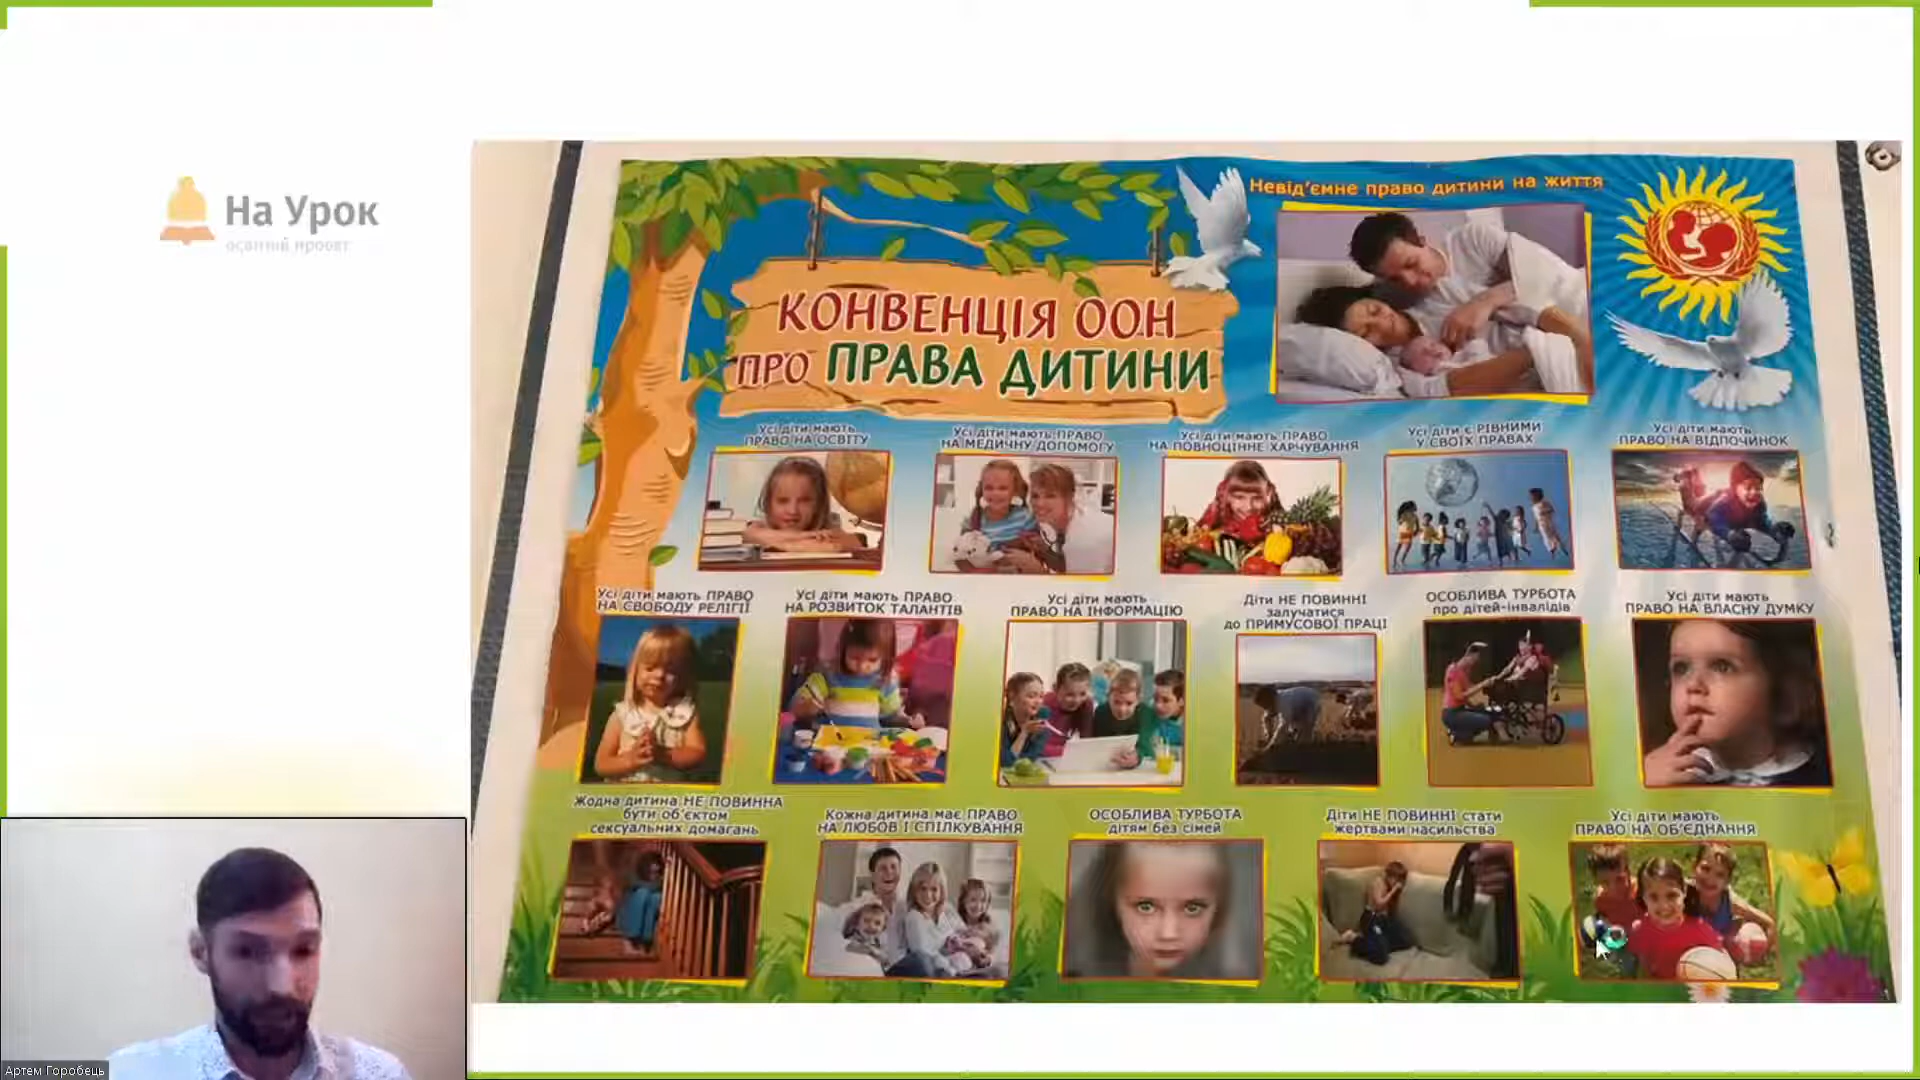 На Урок
освітній проект
Невід'ємне право дитини на життя
КОНВЕНЦІЯ ООН
ПРО ПРАВА ДИТИНИ
Усі діти мають
ПРАВО НА ОСВІТУ
Усі діти мають ПРАВО
НА МЕДИЧНУ ДОПОМОГУ
Усі діти мають ПРАВО
НА ПОВНОЦІННЕ ХАРЧУВАННЯ
Усі діти є РІВНИМИ
У СВОЇХ ПРАВАХ
Усі діти мають
ПРАВО НА ВІДПОЧИНОК
Усі діти мають ПРАВО
НА СВОБОДУ РЕЛІГІЇ
Усі діти мають ПРАВО
НА РОЗВИТОК ТАЛАНТІВ
Усі діти мають
ПРАВО НА ІНФОРМАЦІЮ
Діти НЕ ПОВИННІ
залучатися
до ПРИМУСОВОЇ ПРАЦІ
ОСОБЛИВА ТУРБОТА
про дітей-інвалідів
Усі діти мають
ПРАВО НА ВЛАСНУ ДУМКУ
Жодна дитина НЕ ПОВИННА
бути об'єктом
сексуальних домагань
Кожна дитина має ПРАВО
НА ЛЮБОВ І СПІЛКУВАННЯ
ОСОБЛИВА ТУРБОТА
дітям без сімей
Діти НЕ ПОВИННІ стати
жертвами насильства
Усі діти мають
ПРАВО НА ОБ'ЄДНАННЯ
Артем Горобець